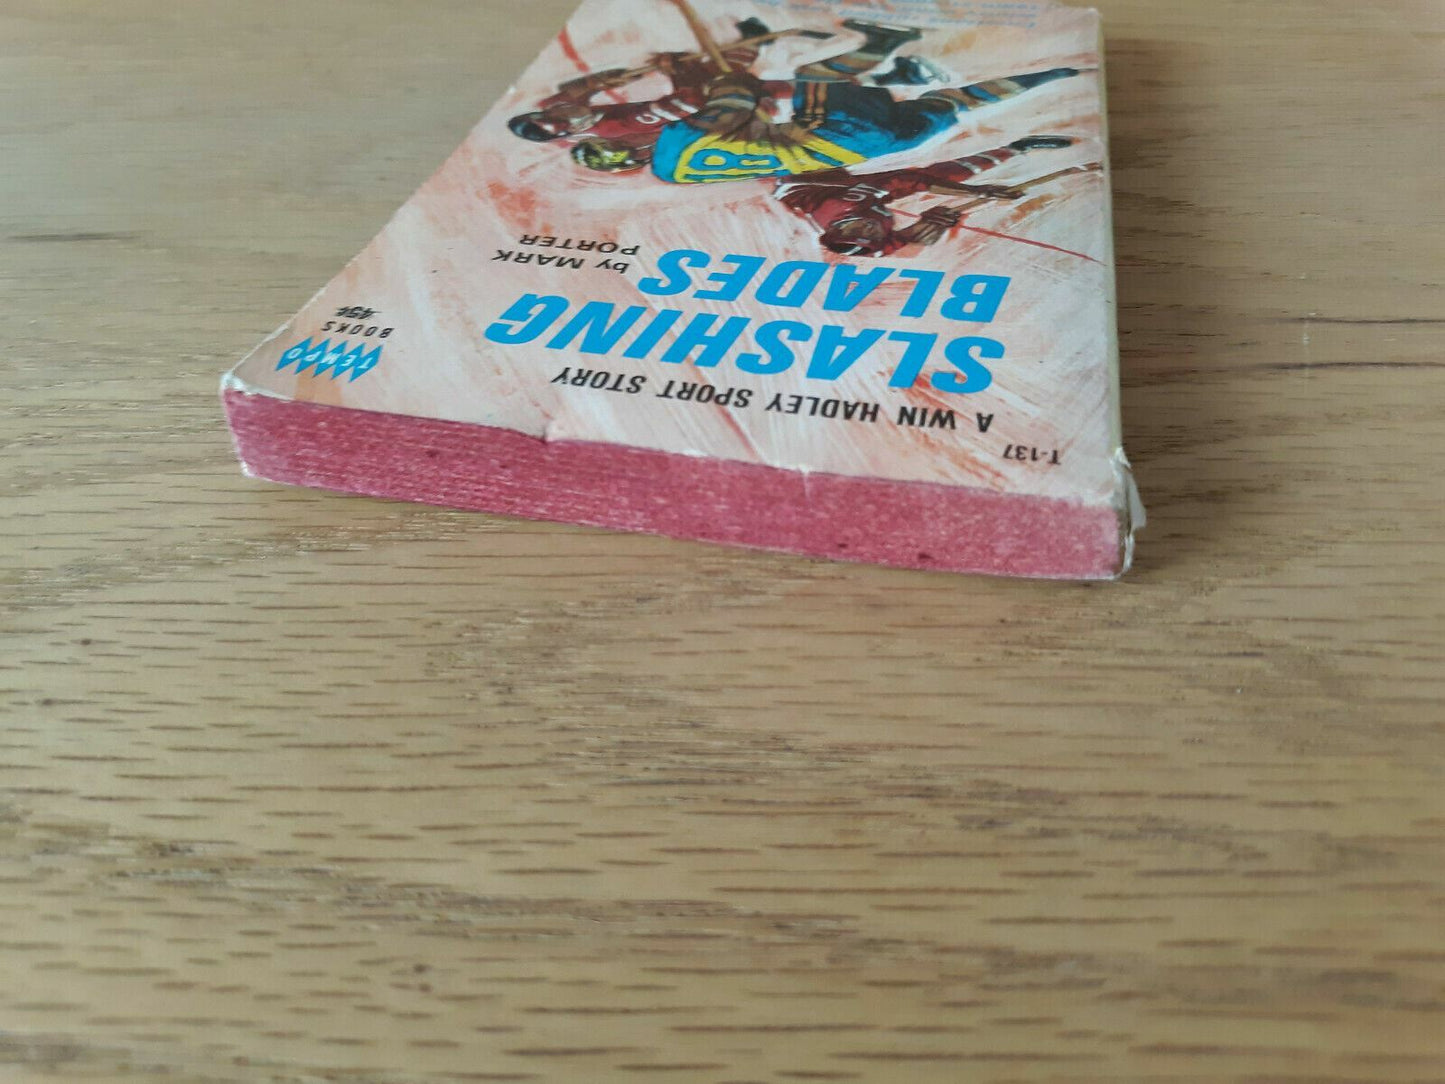 T-137
A WIN HADLEY SPORT STORY
SLASHING
BLADES
by MARK
PORTER
TEMPO
BOOKS
45¢
B